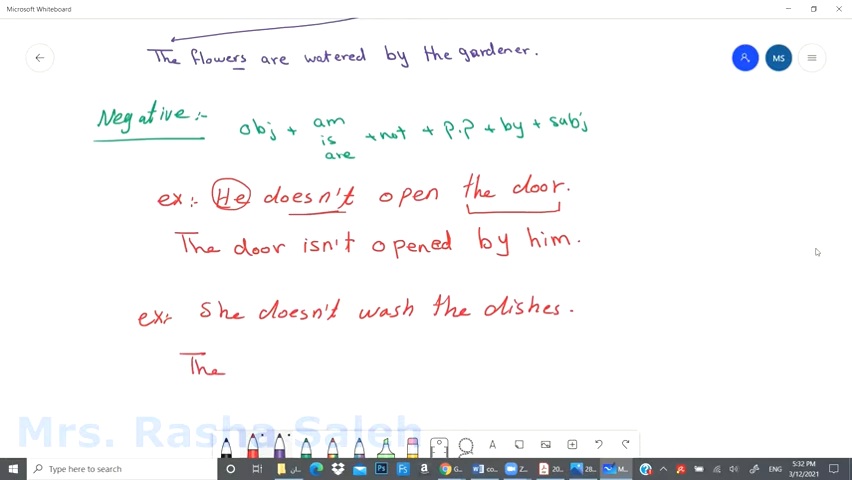 Microsoft Whiteboard
The flowers are watered by the gardener.
MS
Negative:- obj + am + not + p.p + by + subj
is
are
ex:- He doesn't open the door.
The door isn't opened by him.
ex:- She doesn't wash the dishes.
The
Mrs. Rasha Saleh
A
Type here to search
ENG
5:32 PM
3/12/2021